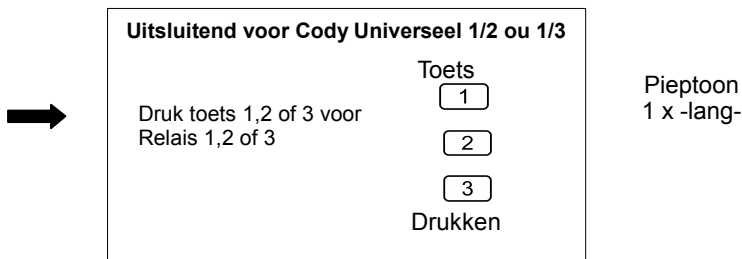 Uitsluitend voor Cody Universeel 1/2 ou 1/3
Toets
Druk toets 1,2 of 3 voor
Relais 1,2 of 3
1
2
3
Drukken
Pieptoon
1 x -lang-